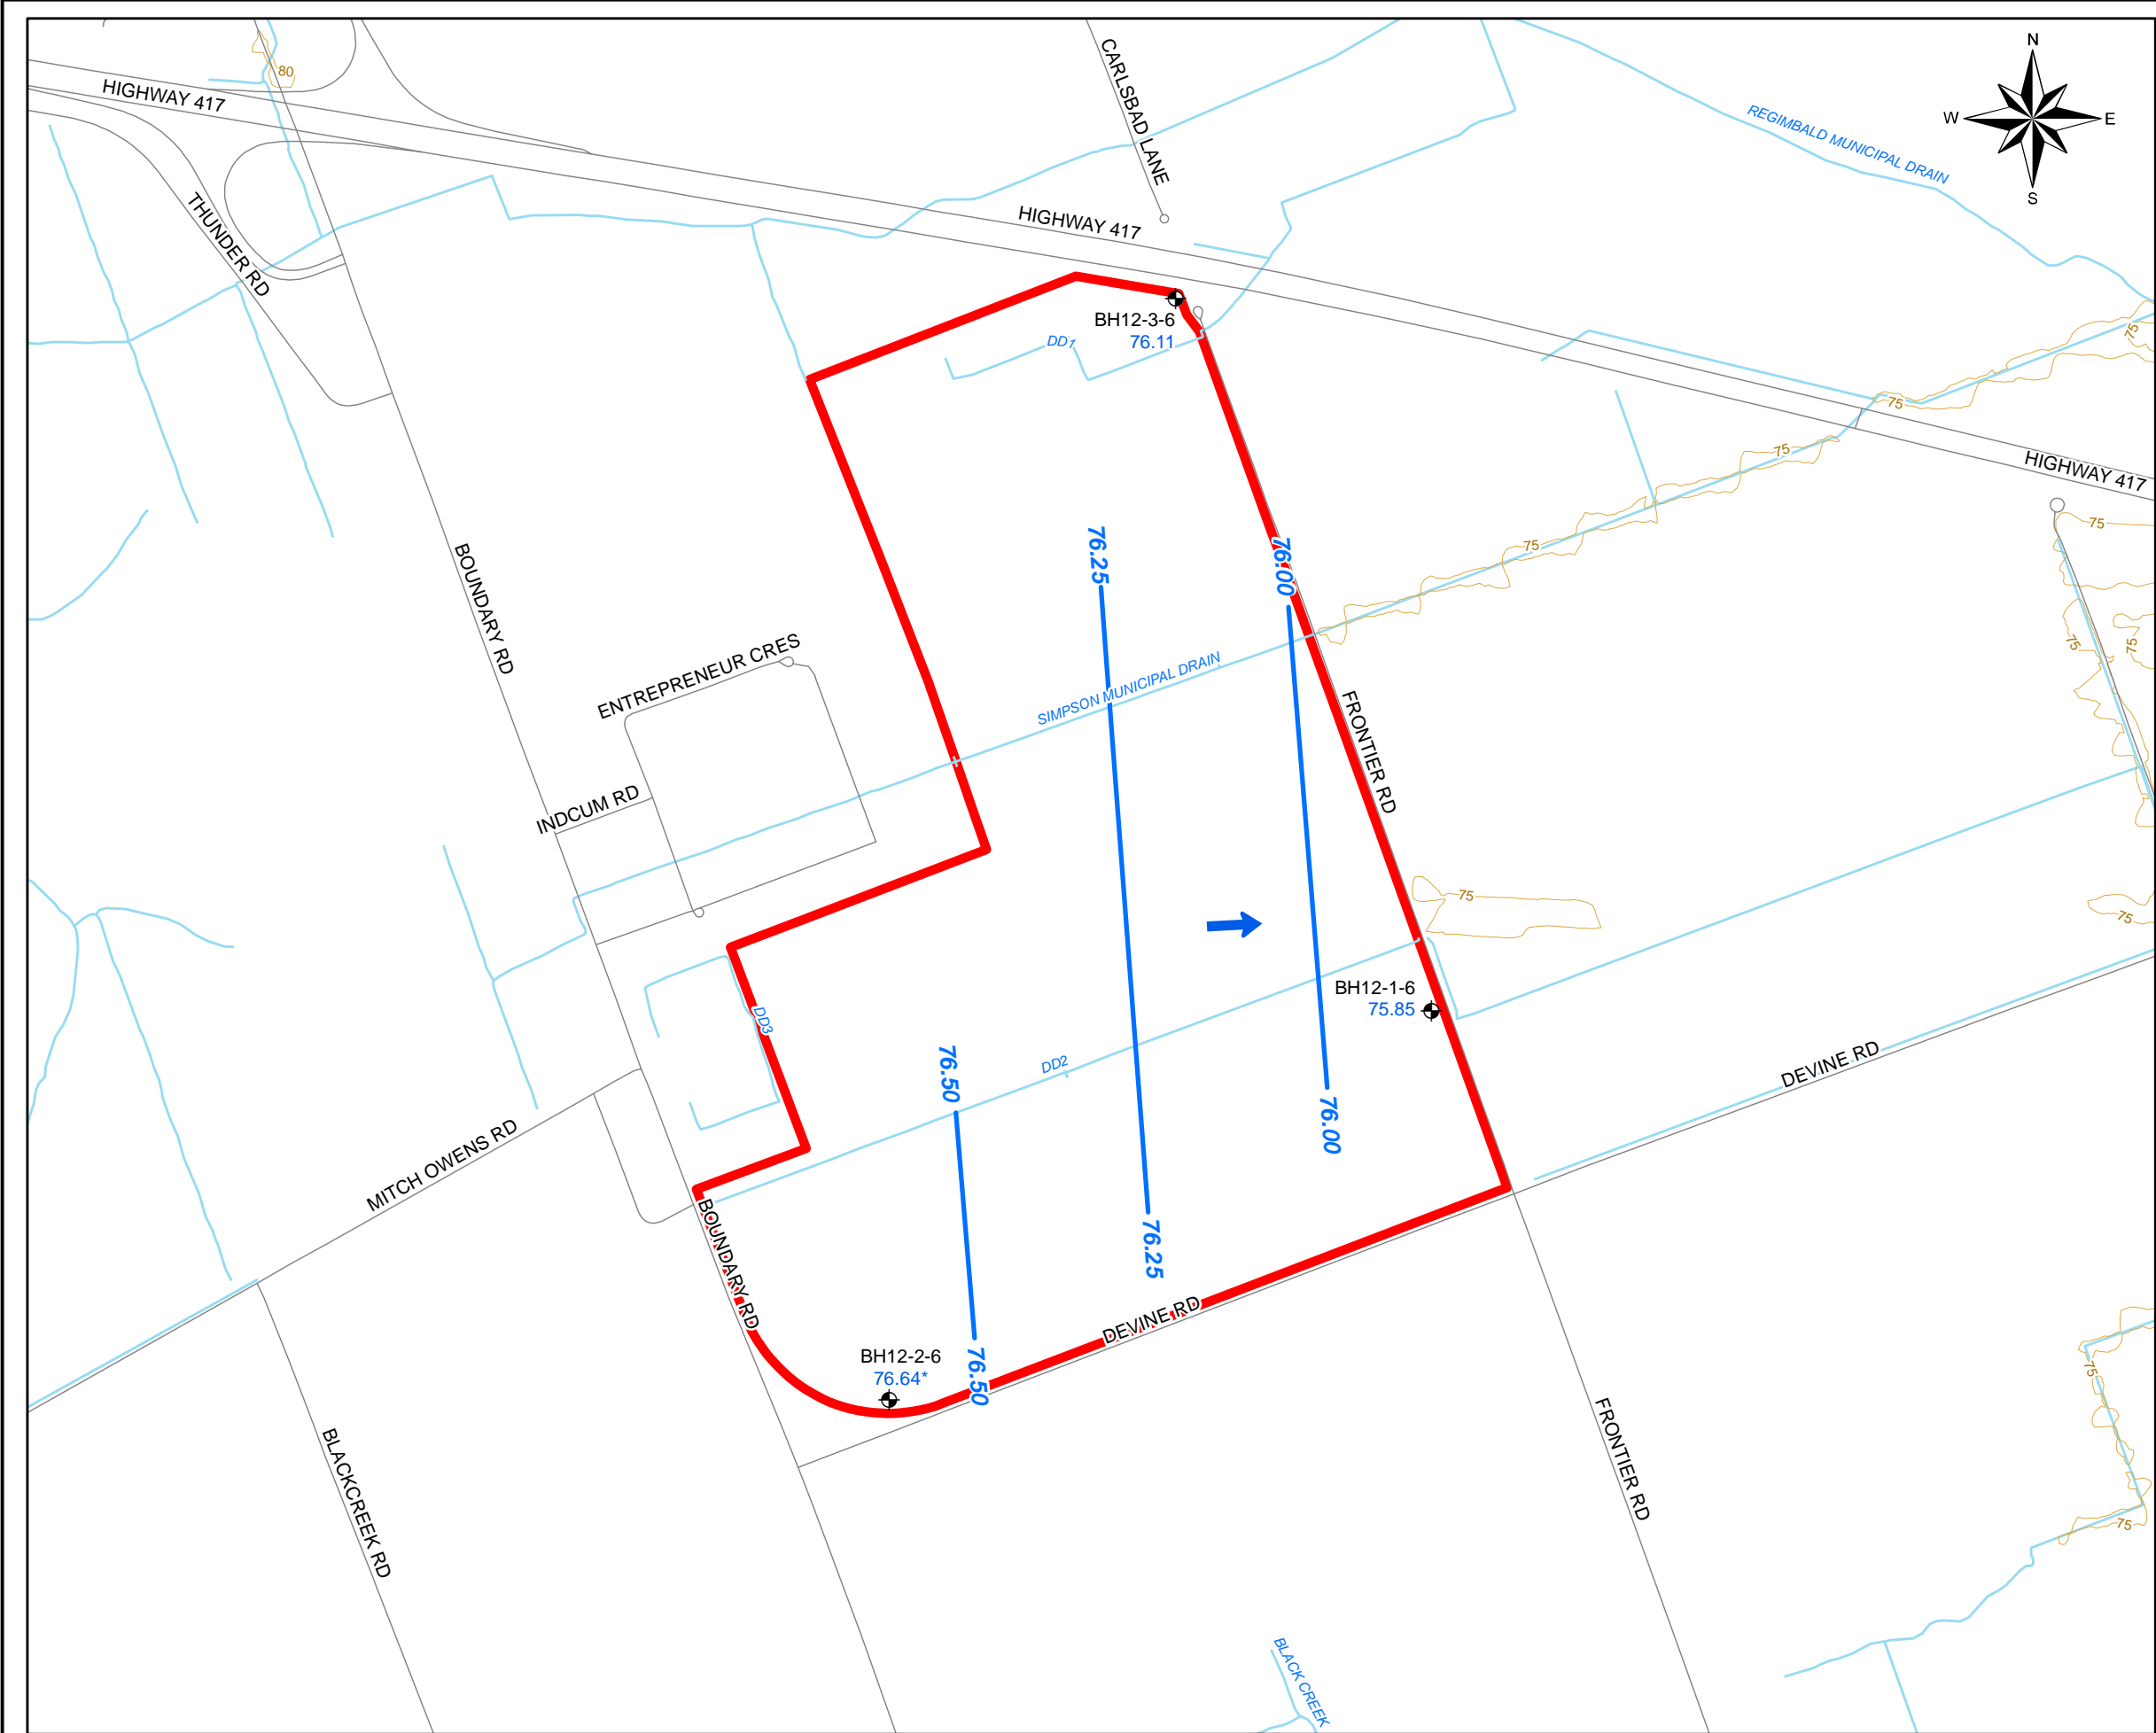 N
W
E
S
80
HIGHWAY 417
CARLSBAD LANE
REGIMBALD MUNICIPAL DRAIN
THUNDER RD
HIGHWAY 417
BH12-3-6
76.11
DD1
75
75
75
HIGHWAY 417
75
75
76.25
76.00
BOUNDARY RD
ENTREPRENEUR CRES
SIMPSON MUNICIPAL DRAIN
75
75
FRONTIER RD
INDCUM RD
75
75
BH12-1-6
75.85
DD3
DD2
76.50
76.00
DEVINE RD
MITCH OWENS RD
BOUNDARY RD
76.25
DEVINE RD
BH12-2-6
76.64*
76.50
75
BLACKCREEK RD
FRONTIER RD
75
BLACK CREEK